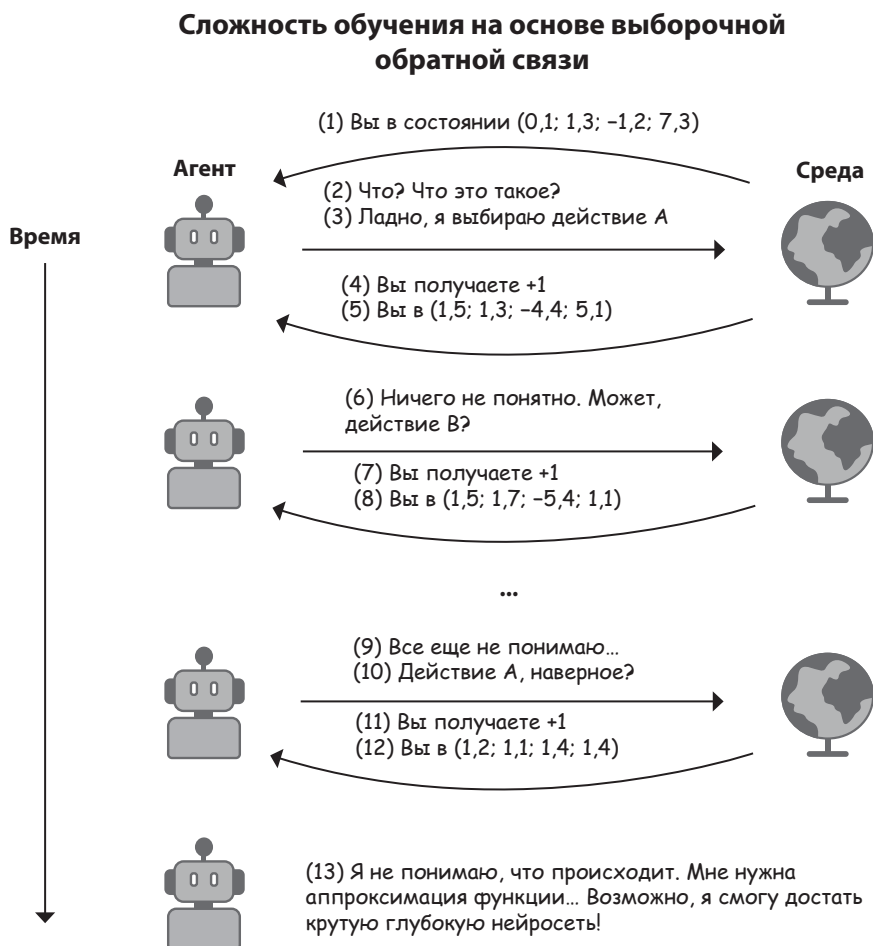 Сложность обучения на основе выборочной
обратной связи
(1) Вы в состоянии (0,1; 1,3; −1,2; 7,3)
Агент
Среда
(2) Что? Что это такое?
(3) Ладно, я выбираю действие А
Время
(4) Вы получаете +1
(5) Вы в (1,5; 1,3; −4,4; 5,1)
(6) Ничего не понятно. Может,
действие В?
(7) Вы получаете +1
(8) Вы в (1,5; 1,7; −5,4; 1,1)
...
(9) Все еще не понимаю...
(10) Действие А, наверное?
(11) Вы получаете +1
(12) Вы в (1,2; 1,1; 1,4; 1,4)
(13) Я не понимаю, что происходит. Мне нужна
аппроксимация функции... Возможно, я смогу достать
крутую глубокую нейросеть!